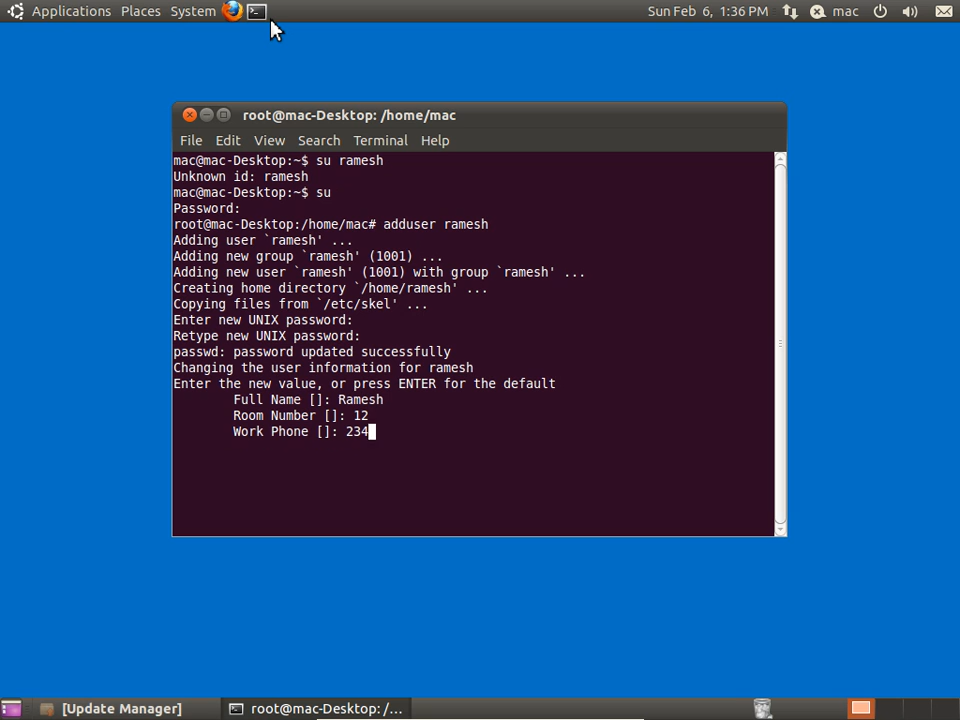 Applications Places System Sun Feb 6, 1:36 PM mac
root@mac-Desktop: /home/mac
File Edit View Search Terminal Help
mac@mac-Desktop:~$ su ramesh
Unknown id: ramesh
mac@mac-Desktop:~$ su
Password:
root@mac-Desktop:/home/mac# adduser ramesh
Adding user `ramesh' ...
Adding new group `ramesh' (1001) ...
Adding new user `ramesh' (1001) with group `ramesh' ...
Creating home directory `/home/ramesh' ...
Copying files from `/etc/skel' ...
Enter new UNIX password:
Retype new UNIX password:
passwd: password updated successfully
Changing the user information for ramesh
Enter the new value, or press ENTER for the default
Full Name []: Ramesh
Room Number []: 12
Work Phone []: 234
[Update Manager] root@mac-Desktop: /...